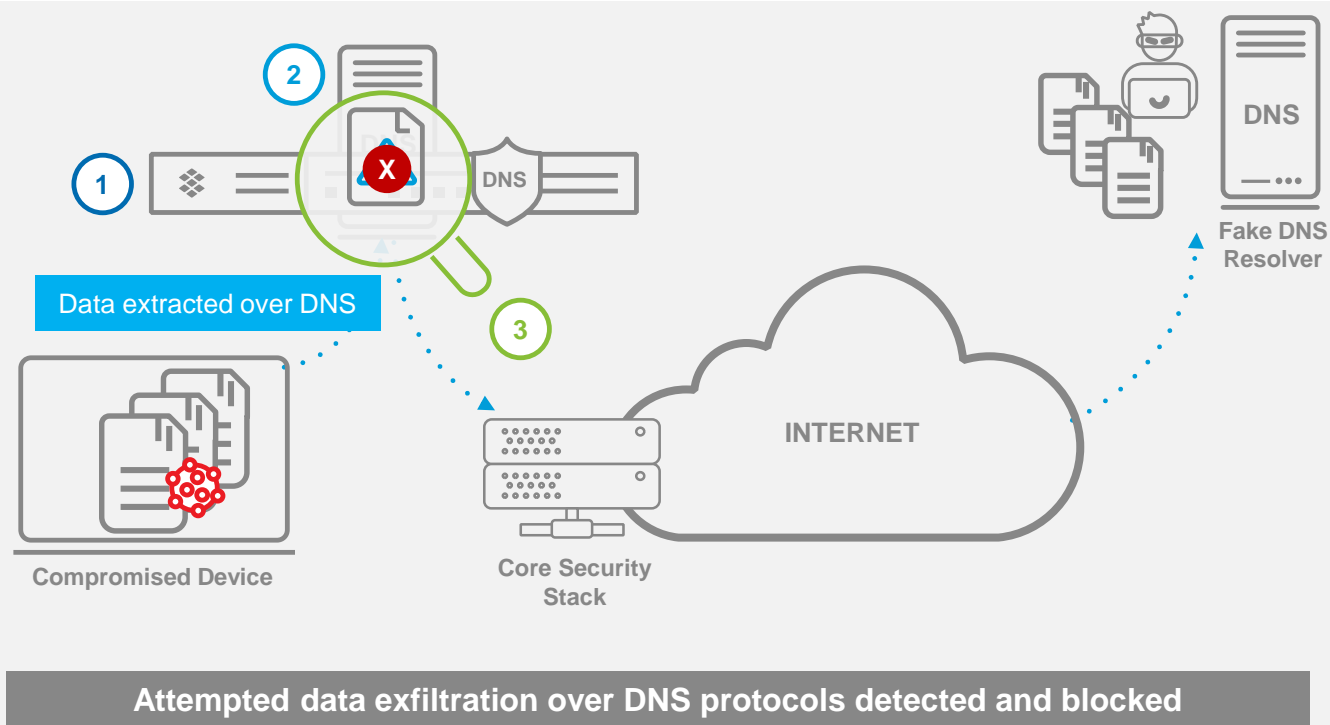 2
DNS
X
1
DNS
DNS
Fake DNS
Resolver
Data extracted over DNS
3
INTERNET
Compromised Device
Core Security
Stack
Attempted data exfiltration over DNS protocols detected and blocked